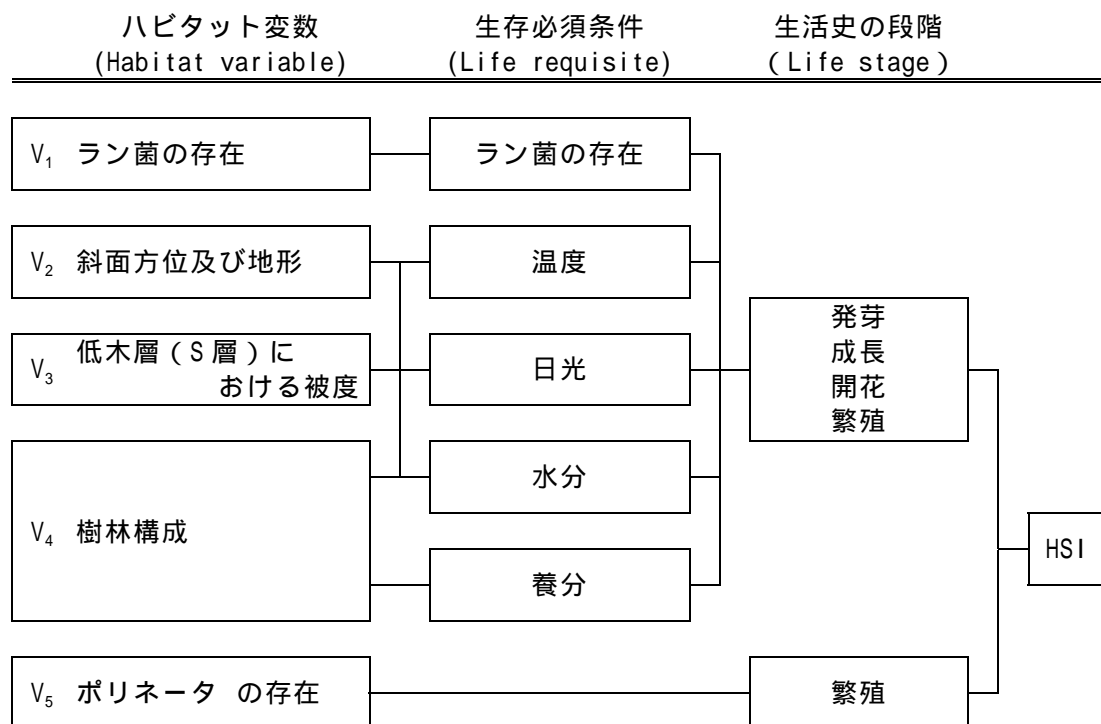 ハビタット変数
(Habitat variable)
生存必須条件
(Life requisite)
生活史の段階
(Life stage)
V₁ ラン菌の存在
ラン菌の存在
V₂ 斜面方位及び地形
温度
V₃ 低木層(S層)に
おける被度
日光
発芽
成長
開花
繁殖
V₄ 樹林構成
水分
養分
HSI
V₅ ポリネータ の存在
繁殖